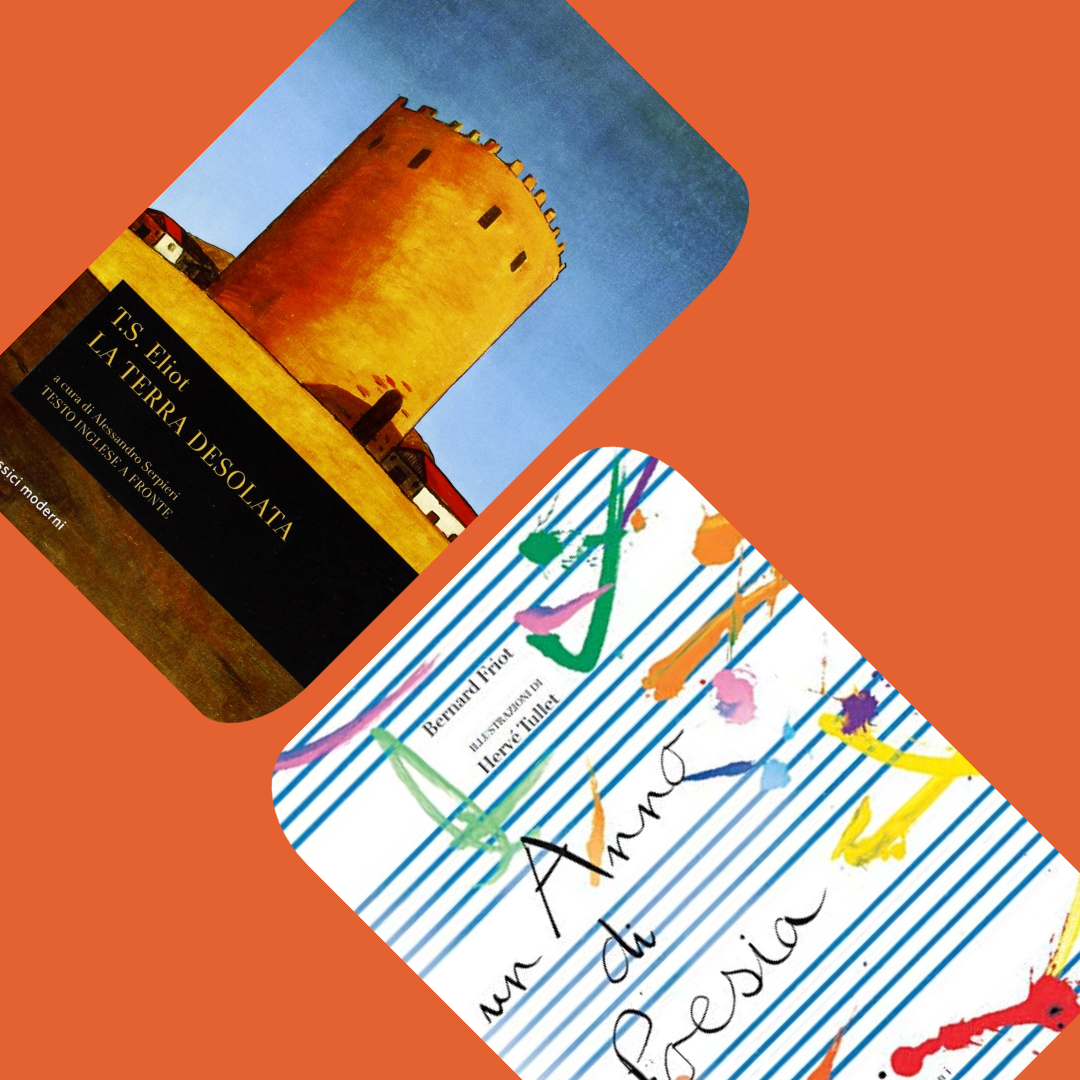 T.S. Eliot
LA TERRA DESOLATA
a cura di Alessandro Serpieri
TESTO INGLESE A FRONTE
moderni
Bernard Friot
ILLUSTRAZIONI DI
Hervé Tullet
un Anno
di
Poesia